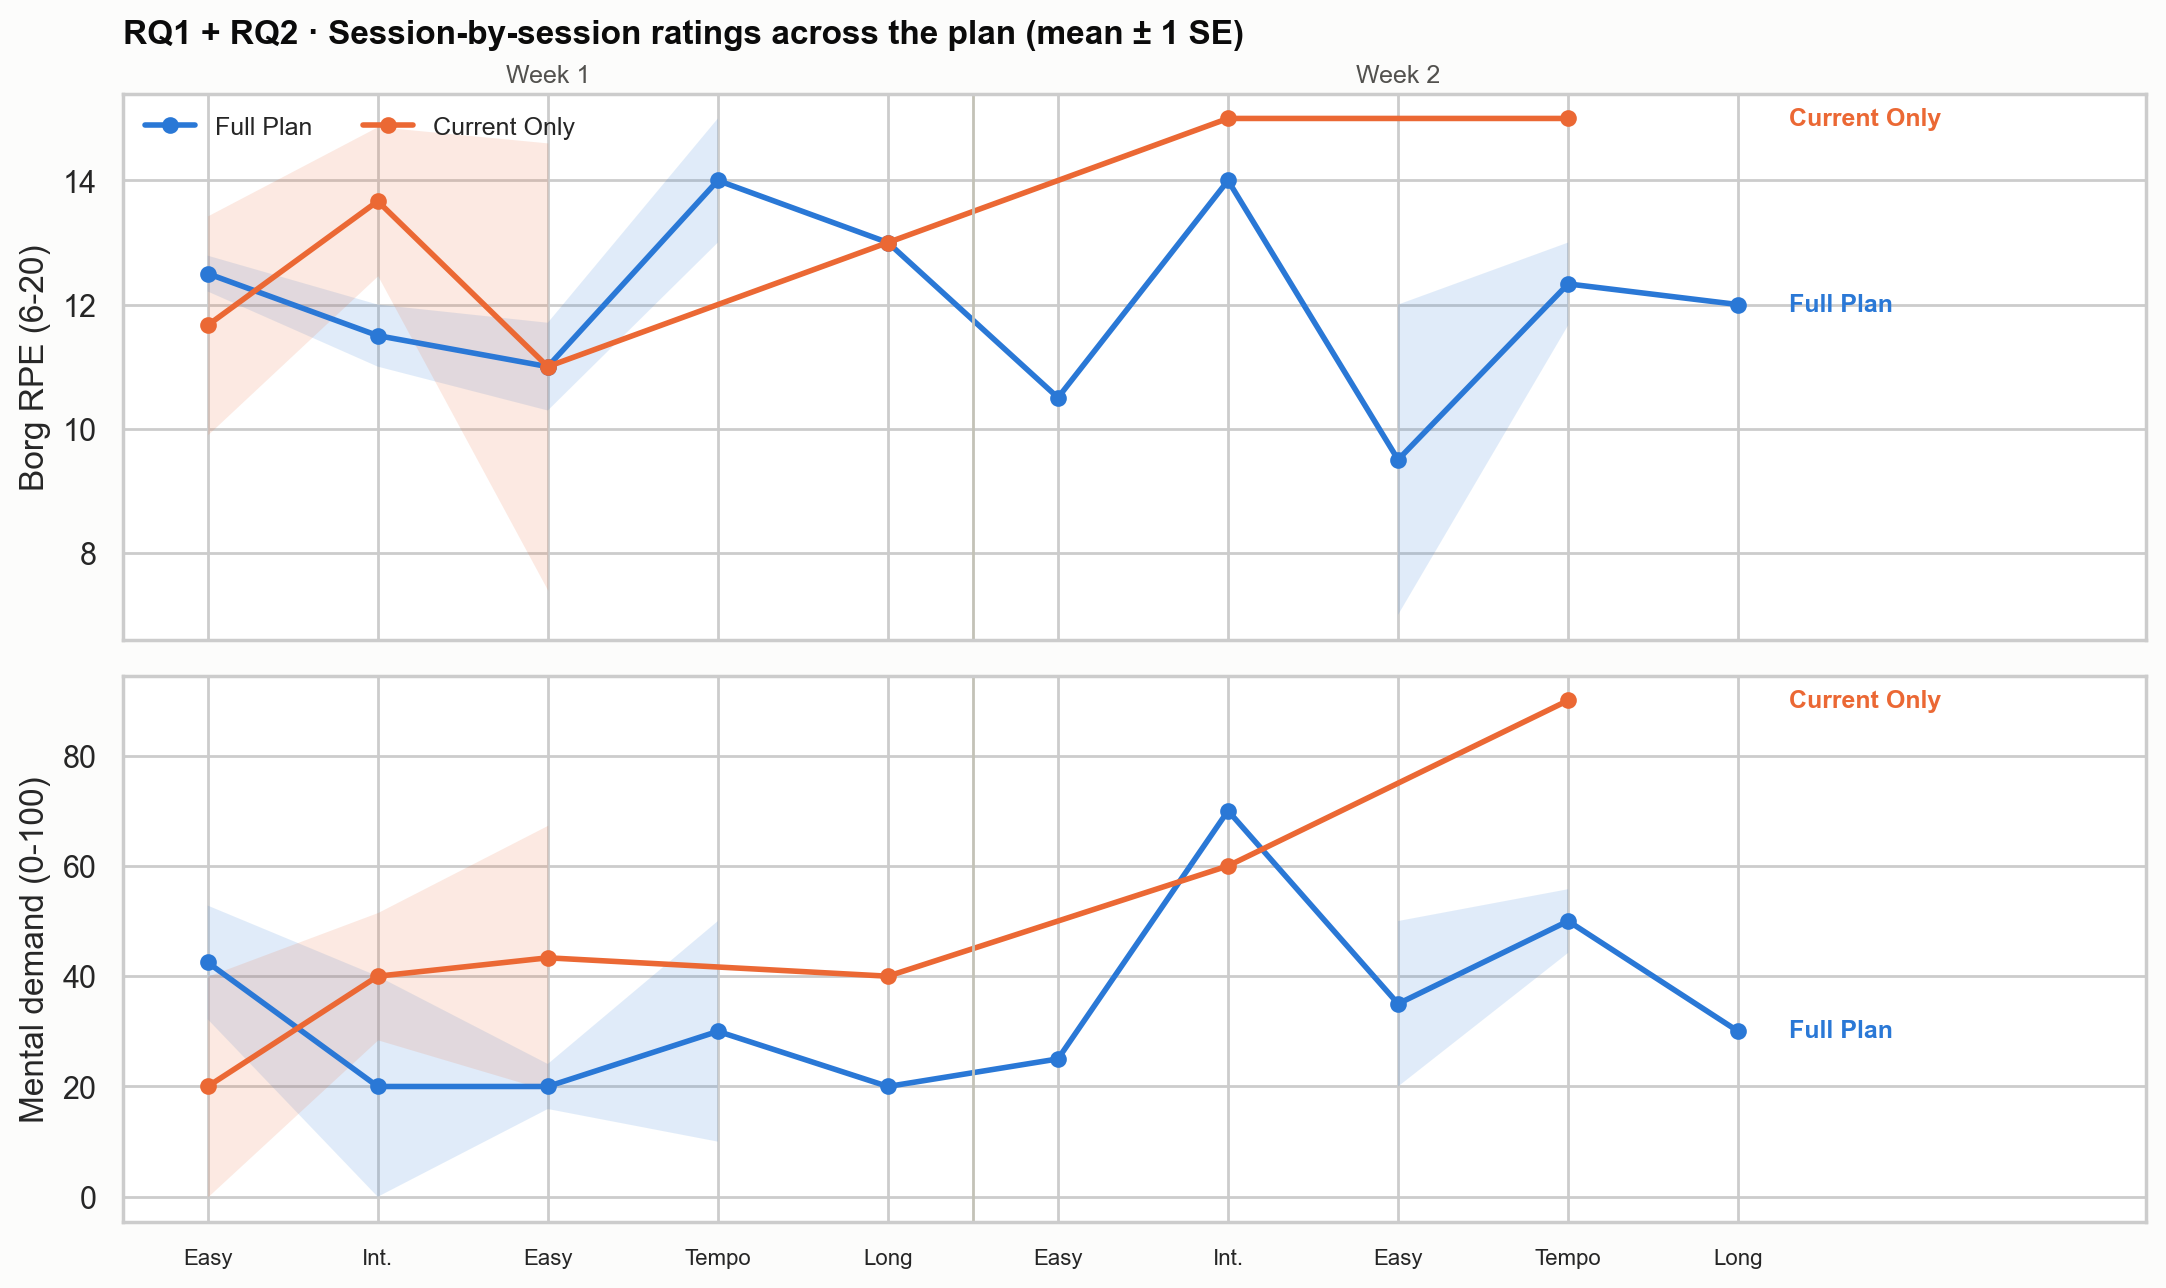 RQ1 + RQ2 · Session-by-session ratings across the plan (mean ± 1 SE)
Week 1
Week 2
Full Plan
Current Only
Current Only
Full Plan
14
12
10
8
Borg RPE (6-20)
Current Only
Full Plan
80
60
40
20
0
Mental demand (0-100)
Easy
Int.
Easy
Tempo
Long
Easy
Int.
Easy
Tempo
Long